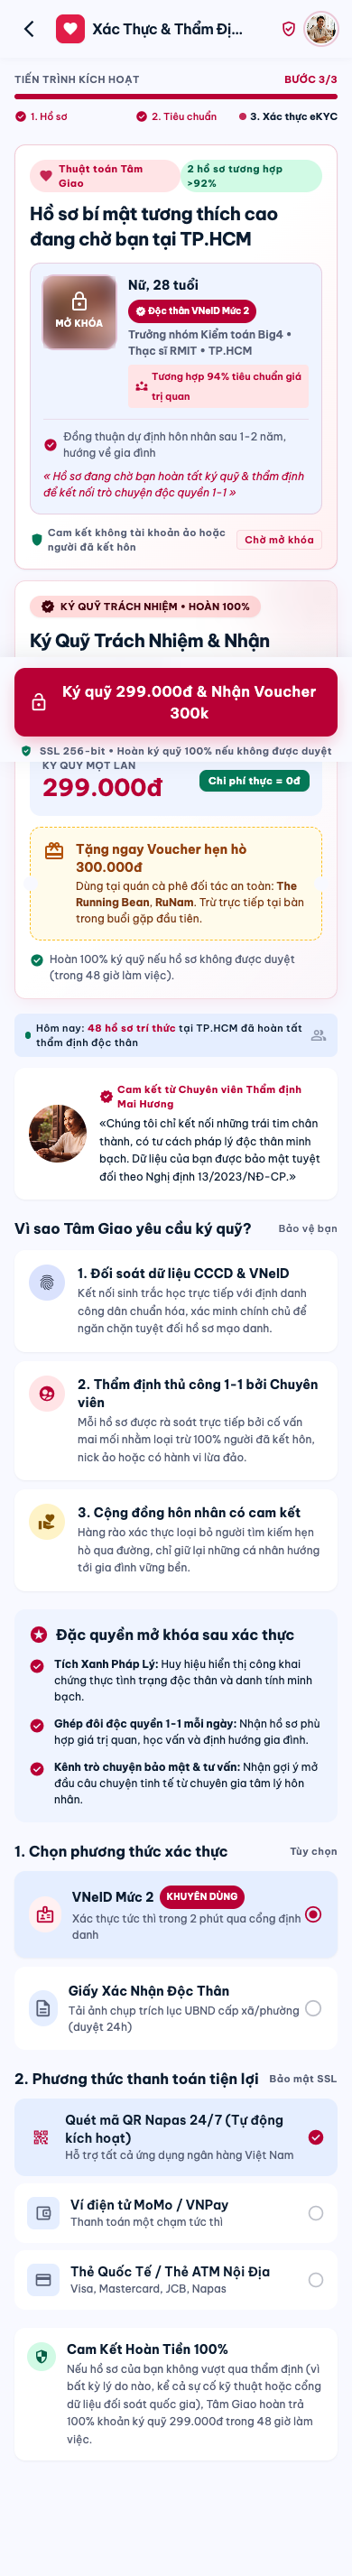 Xác Thực & Thẩm Đị...
TIẾN TRÌNH KÍCH HOẠT
BƯỚC 3/3
1. Hồ sơ
2. Tiêu chuẩn
3. Xác thực eKYC
Thuật toán Tâm
Giao
2 hồ sơ tương hợp
>92%
Hồ sơ bí mật tương thích cao
đang chờ bạn tại TP.HCM
MỞ KHÓA
Nữ, 28 tuổi
Độc thân VNeID Mức 2
Trưởng nhóm Kiểm toán Big4 •
Thạc sĩ RMIT • TP.HCM
Tương hợp 94% tiêu chuẩn giá
trị quan
Đồng thuận dự định hôn nhân sau 1-2 năm,
hướng về gia đình
« Hồ sơ đang chờ bạn hoàn tất ký quỹ & thẩm định
để kết nối trò chuyện độc quyền 1-1 »
Cam kết không tài khoản ảo hoặc
người đã kết hôn
Chờ mở khóa
KÝ QUỸ TRÁCH NHIỆM • HOÀN 100%
Ký Quỹ Trách Nhiệm & Nhận
Ký quỹ 299.000đ & Nhận Voucher
300k
SSL 256-bit • Hoàn ký quỹ 100% nếu không được duyệt
KÝ QUỸ MỘT LẦN
299.000đ
Chi phí thực = 0đ
Tặng ngay Voucher hẹn hò
300.000đ
Dùng tại quán cà phê đối tác an toàn: The
Running Bean, RuNam. Trừ trực tiếp tại bàn
trong buổi gặp đầu tiên.
Hoàn 100% ký quỹ nếu hồ sơ không được duyệt
(trong 48 giờ làm việc).
Hôm nay: 48 hồ sơ trí thức tại TP.HCM đã hoàn tất
thẩm định độc thân
Cam kết từ Chuyên viên Thẩm định
Mai Hương
«Chúng tôi chỉ kết nối những trái tim chân
thành, có tư cách pháp lý độc thân minh
bạch. Dữ liệu của bạn được bảo mật tuyệt
đối theo Nghị định 13/2023/NĐ-CP.»
Vì sao Tâm Giao yêu cầu ký quỹ?
Bảo vệ bạn
1. Đối soát dữ liệu CCCD & VNeID
Kết nối sinh trắc học trực tiếp với định danh
công dân chuẩn hóa, xác minh chính chủ để
ngăn chặn tuyệt đối hồ sơ mạo danh.
2. Thẩm định thủ công 1-1 bởi Chuyên
viên
Mỗi hồ sơ được rà soát trực tiếp bởi cố vấn
mai mối nhằm loại trừ 100% người đã kết hôn,
nick ảo hoặc có hành vi lừa đảo.
3. Cộng đồng hôn nhân có cam kết
Hàng rào xác thực loại bỏ người tìm kiếm hẹn
hò qua đường, chỉ giữ lại những cá nhân hướng
tới gia đình vững bền.
Đặc quyền mở khóa sau xác thực
Tích Xanh Pháp Lý: Huy hiệu hiển thị công khai
chứng thực tình trạng độc thân và danh tính minh
bạch.
Ghép đôi độc quyền 1-1 mỗi ngày: Nhận hồ sơ phù
hợp giá trị quan, học vấn và định hướng gia đình.
Kênh trò chuyện bảo mật & tư vấn: Nhận gợi ý mở
đầu câu chuyện tinh tế từ chuyên gia tâm lý hôn
nhân.
1. Chọn phương thức xác thực
Tùy chọn
VNeID Mức 2
KHUYÊN DÙNG
Xác thực tức thì trong 2 phút qua cổng định
danh
Giấy Xác Nhận Độc Thân
Tải ảnh chụp trích lục UBND cấp xã/phường
(duyệt 24h)
2. Phương thức thanh toán tiện lợi
Bảo mật SSL
Quét mã QR Napas 24/7 (Tự động
kích hoạt)
Hỗ trợ tất cả ứng dụng ngân hàng Việt Nam
Ví điện tử MoMo / VNPay
Thanh toán một chạm tức thì
Thẻ Quốc Tế / Thẻ ATM Nội Địa
Visa, Mastercard, JCB, Napas
Cam Kết Hoàn Tiền 100%
Nếu hồ sơ của bạn không vượt qua thẩm định (vì
bất kỳ lý do nào, kể cả sự cố kỹ thuật hoặc cổng
dữ liệu đối soát quốc gia), Tâm Giao hoàn trả
100% khoản ký quỹ 299.000đ trong 48 giờ làm
việc.